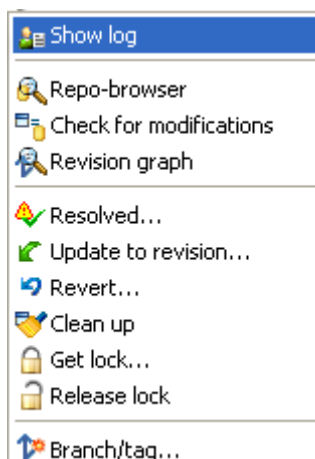 Show log
Repo-browser
Check for modifications
Revision graph
Resolved...
Update to revision...
Revert...
Clean up
Get lock...
Release lock
Branch/tag...